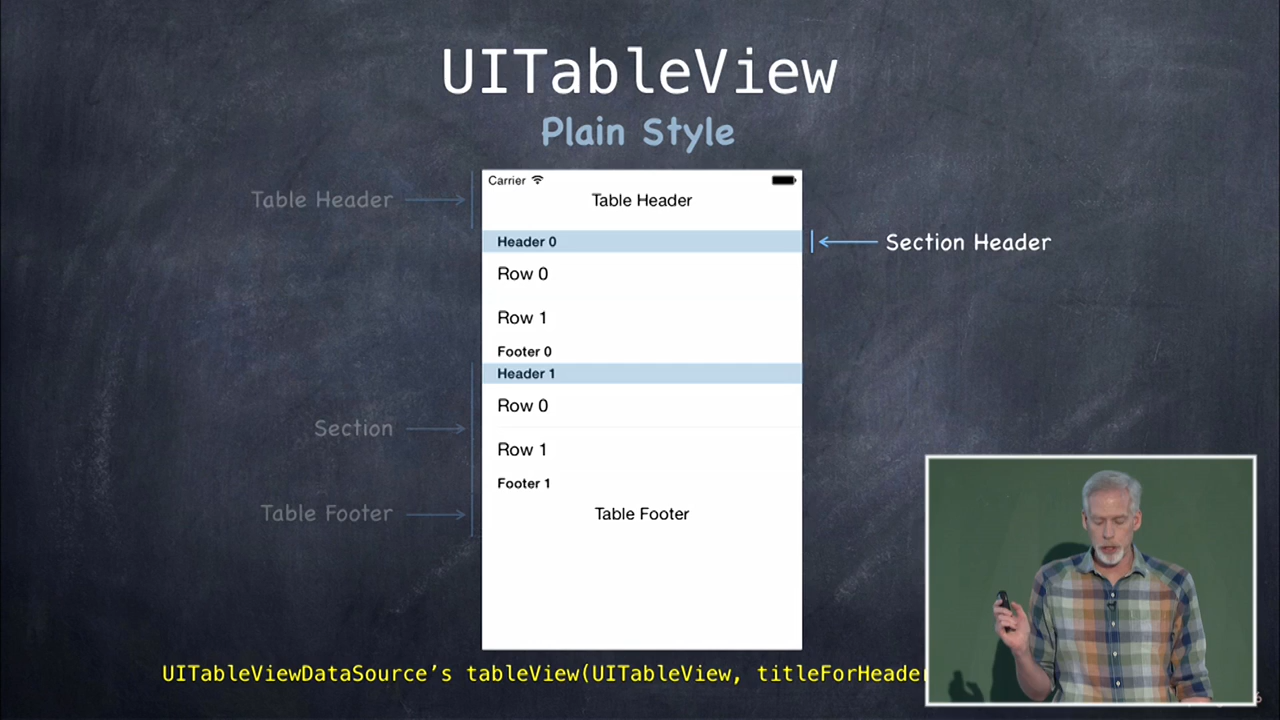 UITableView
Plain Style
Carrier
Table Header
Table Header
Header 0
Section Header
Row 0
Row 1
Footer 0
Header 1
Row 0
Section
Row 1
Footer 1
Table Footer
Table Footer
UITableViewDataSource’s tableView(UITableView, titleForHeader